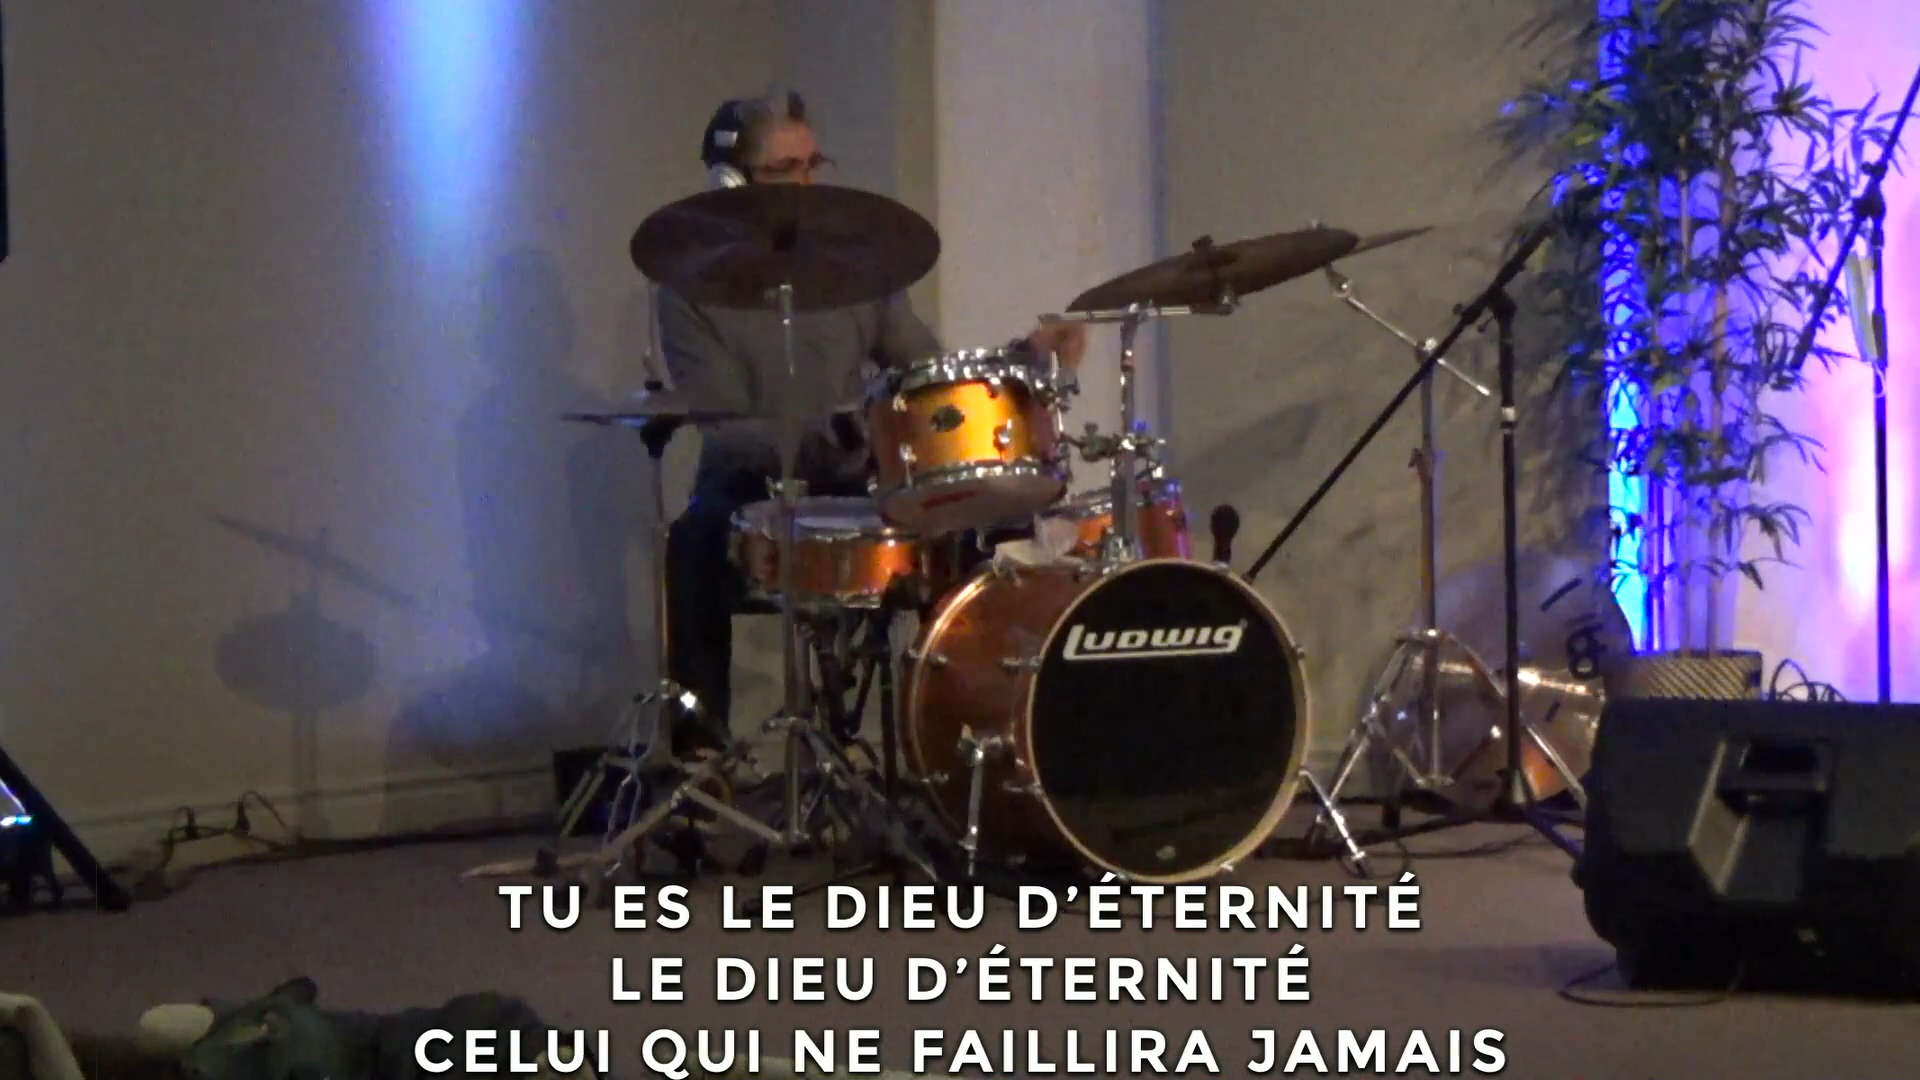 LUDWIG
TU ES LE DIEU D’ÉTERNITÉ
LE DIEU D’ÉTERNITÉ
CELUI QUI NE FAILLIRA JAMAIS